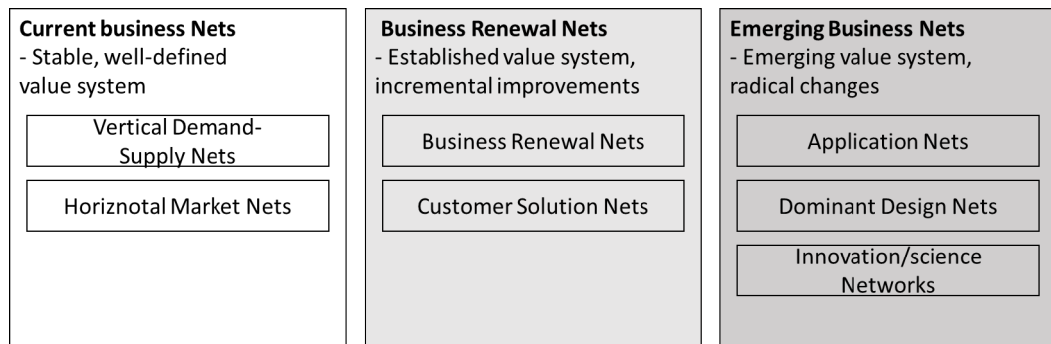 Current business Nets
- Stable, well-defined
value system
Vertical Demand-
Supply Nets
Horiznotal Market Nets
Business Renewal Nets
- Established value system,
incremental improvements
Business Renewal Nets
Customer Solution Nets
Emerging Business Nets
- Emerging value system,
radical changes
Application Nets
Dominant Design Nets
Innovation/science
Networks